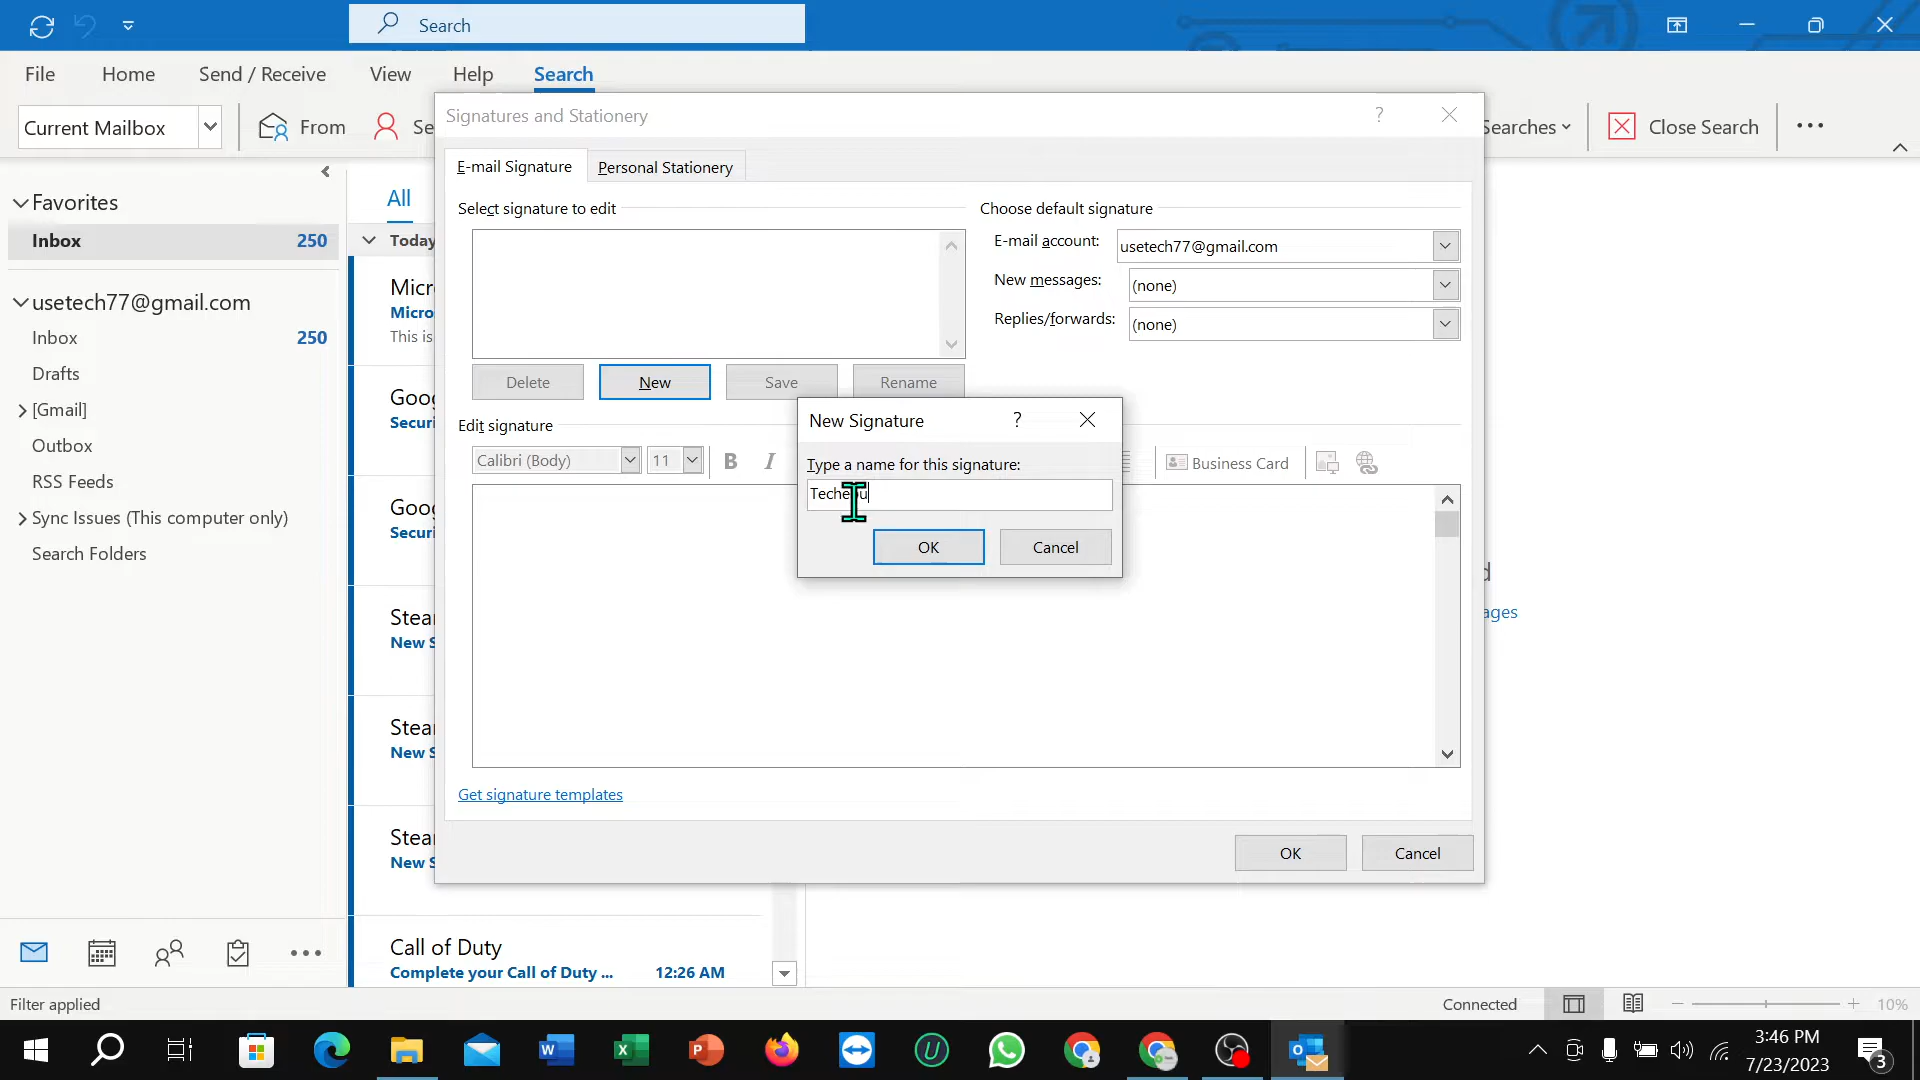 Search
File Home Send / Receive View Help Search
Current Mailbox From Searches Close Search
Signatures and Stationery
E-mail Signature Personal Stationery
Favorites
Inbox 250
usetech77@gmail.com
Inbox 250
Drafts
[Gmail]
Outbox
RSS Feeds
Sync Issues (This computer only)
Search Folders
All
Today
Select signature to edit
Choose default signature
E-mail account: usetech77@gmail.com
New messages: (none)
Replies/forwards: (none)
Delete New Save Rename
Edit signature
Calibri (Body) 11 B I Business Card
New Signature
Type a name for this signature:
OK Cancel
Get signature templates
OK Cancel
This is
Call of Duty
Complete your Call of Duty ... 12:26 AM
Filter applied Connected 10%
3:46 PM
7/23/2023
3